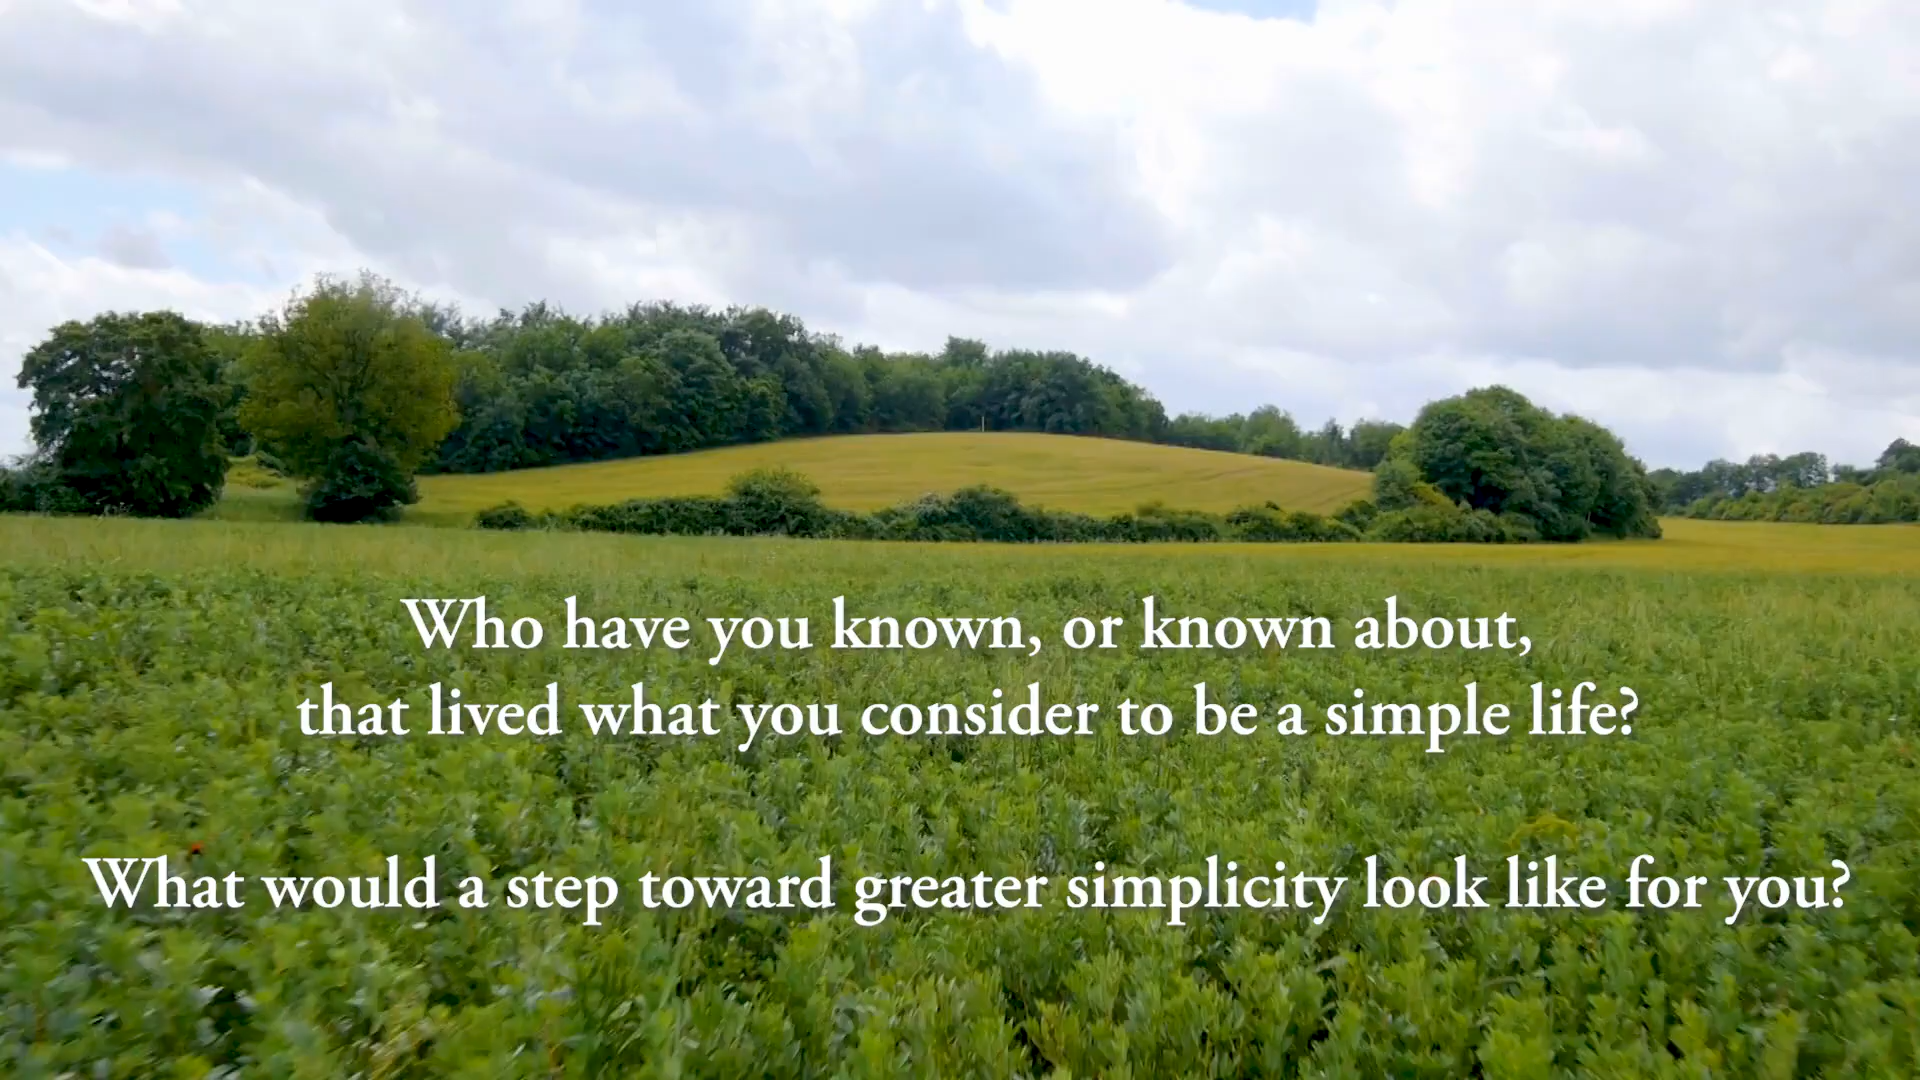 Who have you known, or known about,
that lived what you consider to be a simple life?
What would a step toward greater simplicity look like for you?